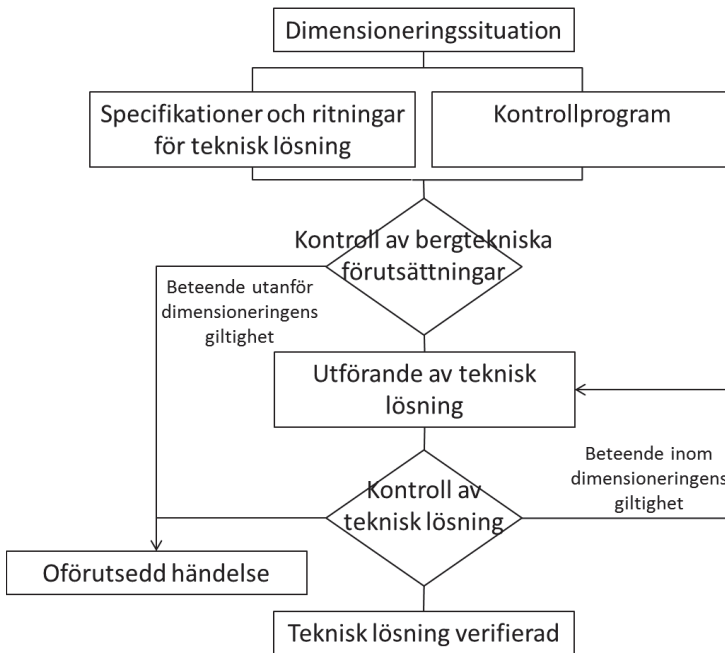 Dimensioneringssituation
Specifikationer och ritningar
för teknisk lösning
Kontrollprogram
Kontroll av bergtekniska
förutsättningar
Beteende utanför
dimensioneringens
giltighet
Utförande av teknisk
lösning
Beteende inom
dimensioneringens
giltighet
Kontroll av
teknisk lösning
Oförutsedd händelse
Teknisk lösning verifierad